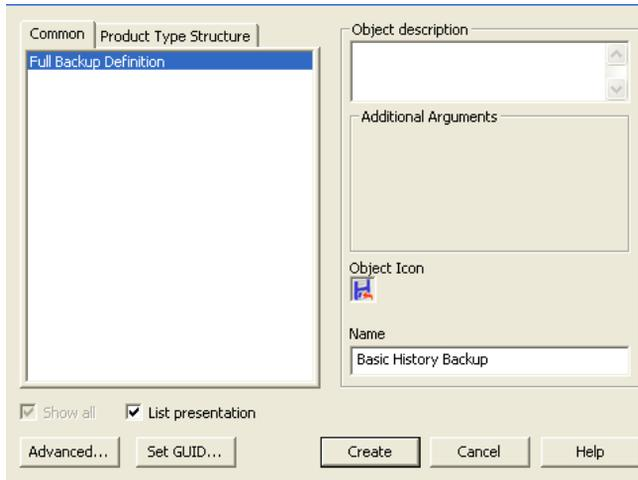 Common
Product Type Structure
Full Backup Definition
Object description
Additional Arguments
Object Icon
Name
Basic History Backup
Show all
List presentation
Advanced...
Set GUID...
Create
Cancel
Help